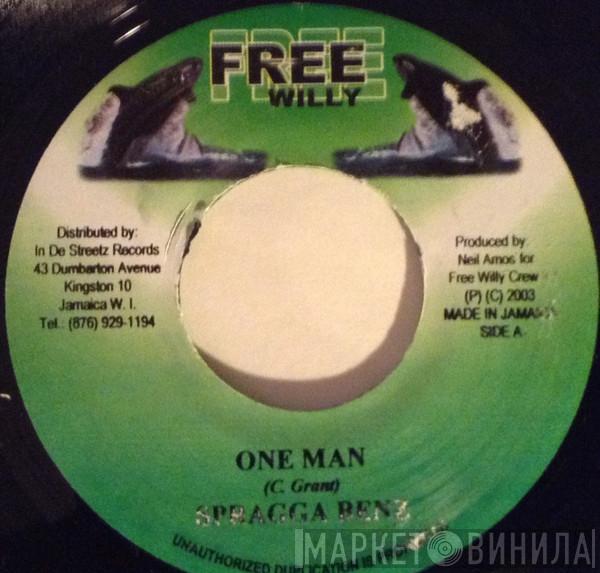 FREE
WILLY
Distributed by:
In De Streetz Records
43 Dumbarton Avenue
Kingston 10
Jamaica W. I.
Tel.: (876) 929-1194
Produced by:
Neil Amos for
Free Willy Crew
(P) (C) 2003
MADE IN JAMAICA
SIDE A
ONE MAN
(C. Grant)
SPRAGGA BENZ
UNAUTHORIZED DUPLICATION IS
МАРКЕТ ВИНИЛА